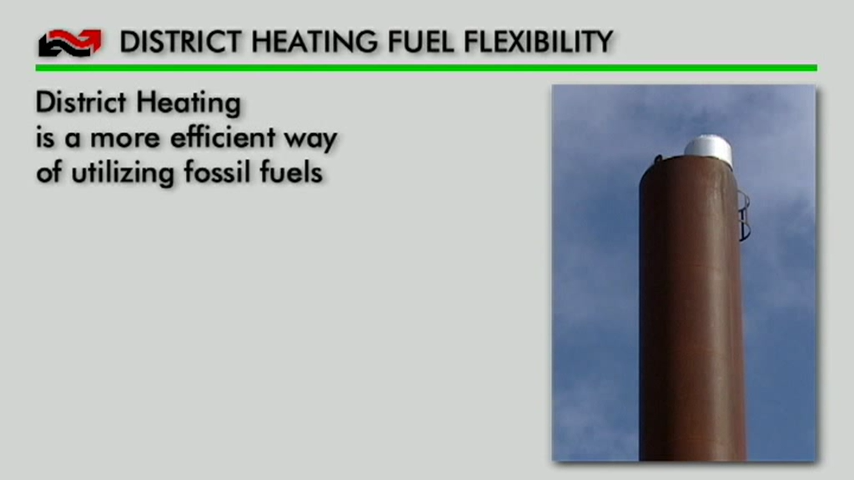 DISTRICT HEATING FUEL FLEXIBILITY
District Heating
is a more efficient way
of utilizing fossil fuels